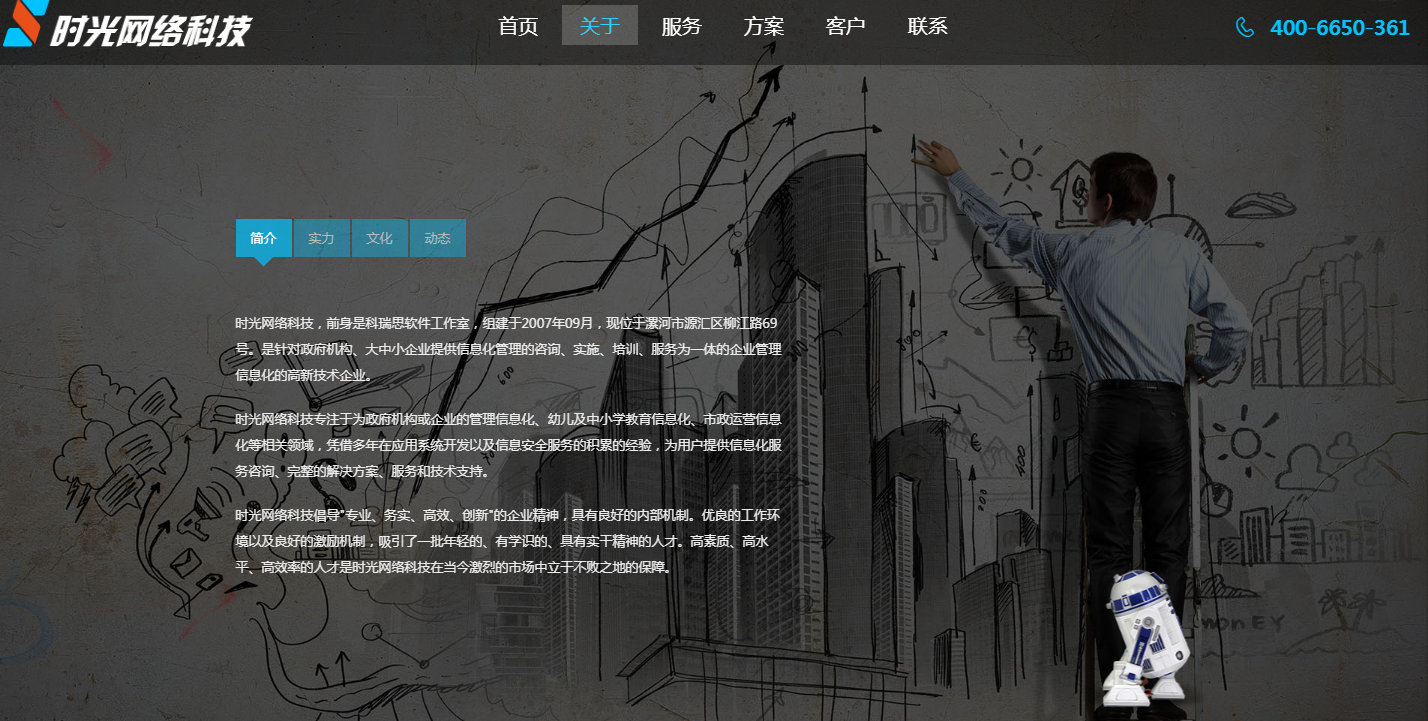 时光网络科技
首页 关于 服务 方案 客户 联系
400-6650-361
简介 实力 文化 动态
时光网络科技，前身是科瑞思软件工作室，组建于2007年09月，现位于漯河市源汇区柳江路69
号。是针对政府机构、大中小企业提供信息化管理的咨询、实施、培训、服务为一体的企业管理
信息化的高新技术企业。
时光网络科技专注于为政府机构或企业的管理信息化、幼儿及中小学教育信息化、市政运营信息
化等相关领域，凭借多年在应用系统开发以及信息安全服务的积累的经验，为用户提供信息化服
务咨询、完整的解决方案、服务和技术支持。
时光网络科技倡导"专业、务实、高效、创新"的企业精神，具有良好的内部机制。优良的工作环
境以及良好的激励机制，吸引了一批年轻的、有学识的、具有实干精神的人才。高素质、高水
平、高效率的人才是时光网络科技在当今激烈的市场中立于不败之地的保障。
600
400
200
monEY